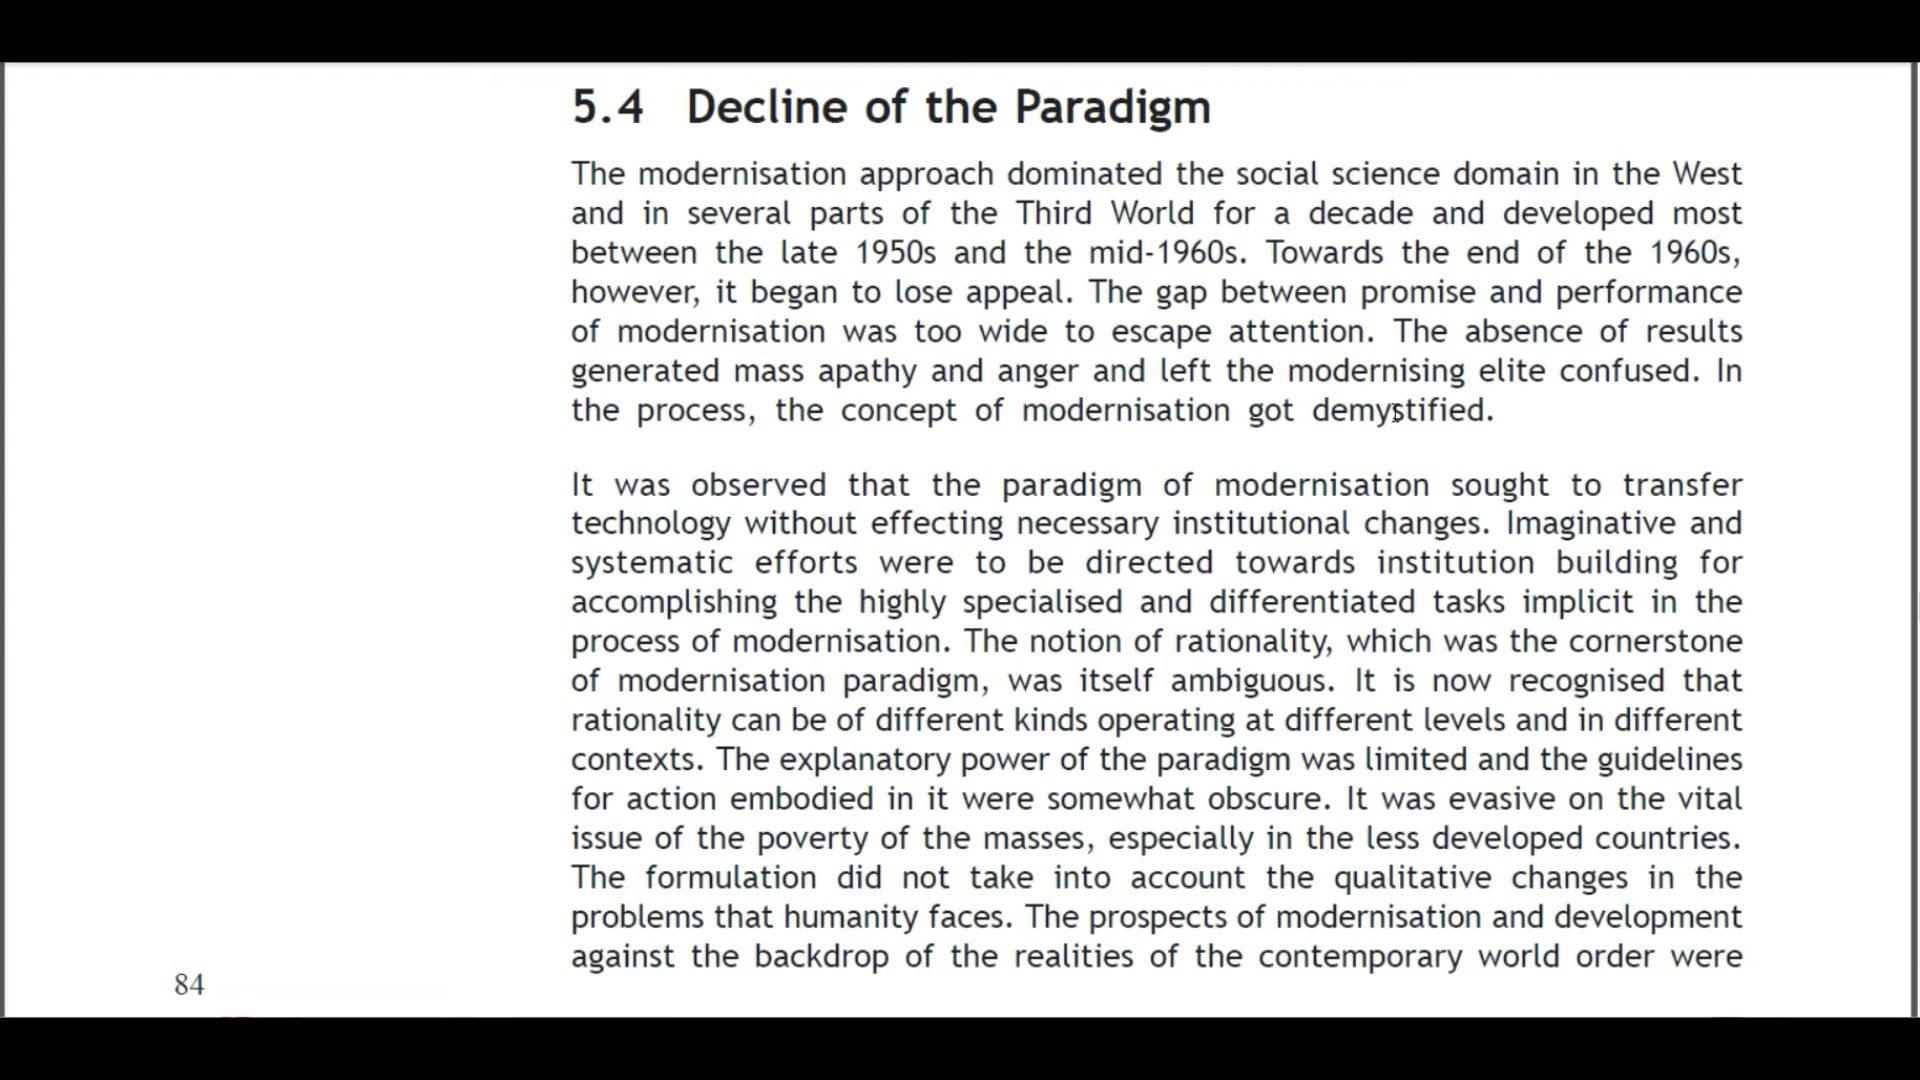 5.4 Decline of the Paradigm
The modernisation approach dominated the social science domain in the West
and in several parts of the Third World for a decade and developed most
between the late 1950s and the mid-1960s. Towards the end of the 1960s,
however, it began to lose appeal. The gap between promise and performance
of modernisation was too wide to escape attention. The absence of results
generated mass apathy and anger and left the modernising elite confused. In
the process, the concept of modernisation got demystified.
It was observed that the paradigm of modernisation sought to transfer
technology without effecting necessary institutional changes. Imaginative and
systematic efforts were to be directed towards institution building for
accomplishing the highly specialised and differentiated tasks implicit in the
process of modernisation. The notion of rationality, which was the cornerstone
of modernisation paradigm, was itself ambiguous. It is now recognised that
rationality can be of different kinds operating at different levels and in different
contexts. The explanatory power of the paradigm was limited and the guidelines
for action embodied in it were somewhat obscure. It was evasive on the vital
issue of the poverty of the masses, especially in the less developed countries.
The formulation did not take into account the qualitative changes in the
problems that humanity faces. The prospects of modernisation and development
against the backdrop of the realities of the contemporary world order were
84